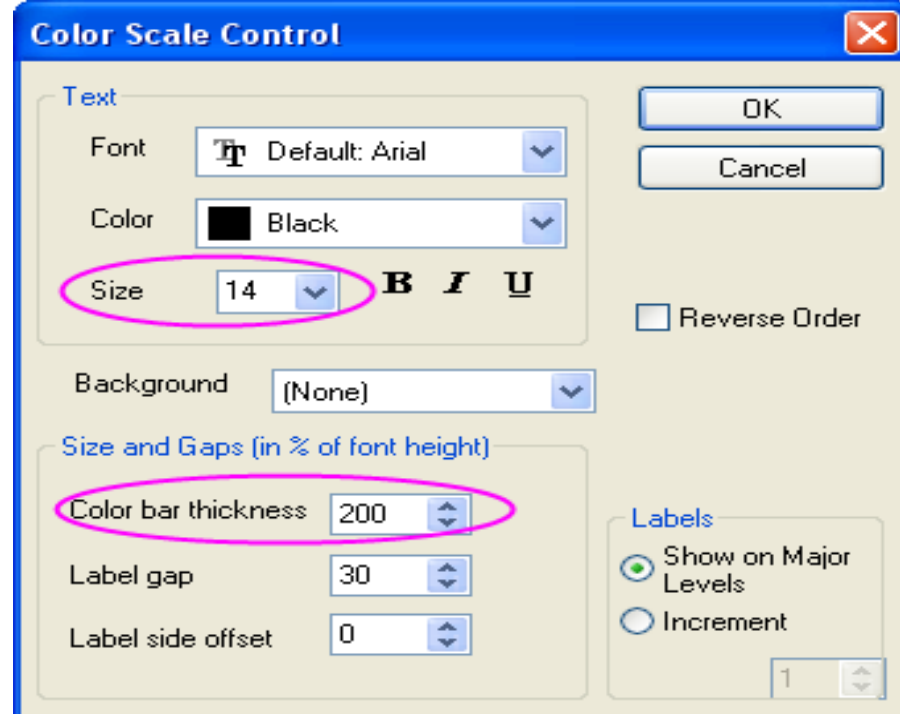 Color Scale Control
Text
OK
Font Default: Arial
Cancel
Color Black
Size 14 B I U
Reverse Order
Background (None)
Size and Gaps (in % of font height)
Color bar thickness 200
Label gap 30
Label side offset 0
Labels
Show on Major
Levels
Increment
1